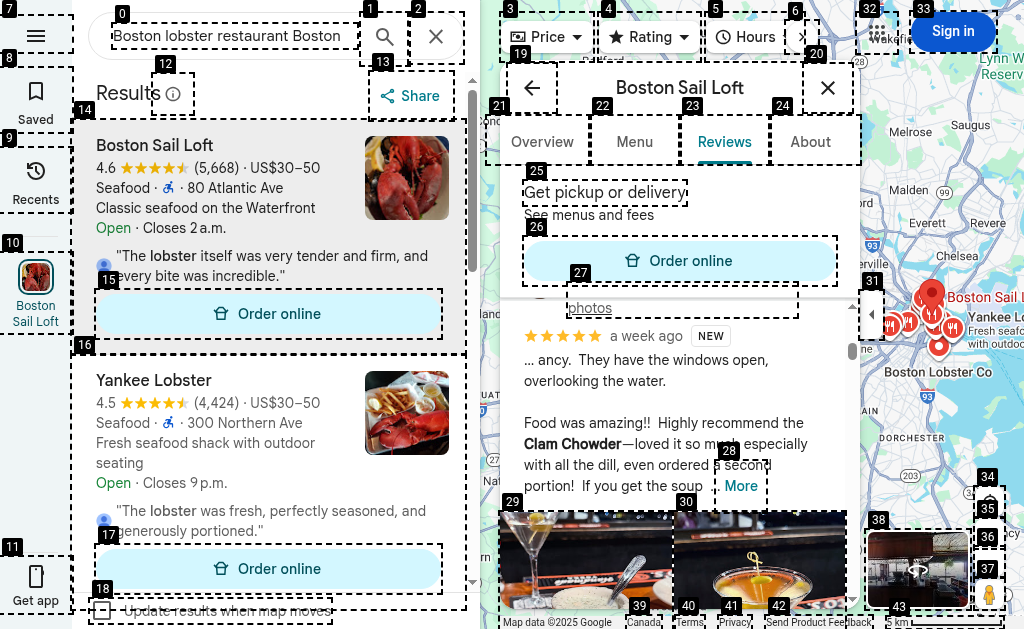 Boston lobster restaurant Boston
Saved
Recents
Boston
Sail Loft
Get app
Results
Share
Boston Sail Loft
4.6 (5,668) · US$30–50
Seafood · · 80 Atlantic Ave
Classic seafood on the Waterfront
Open · Closes 2 a.m.
"The lobster itself was very tender and firm, and
every bite was incredible."
Order online
Yankee Lobster
4.5 (4,424) · US$30–50
Seafood · · 300 Northern Ave
Fresh seafood shack with outdoor
seating
Open · Closes 9 p.m.
"The lobster was fresh, perfectly seasoned, and
generously portioned."
Order online
Update results when map moves
Price
Rating
Hours
Sign in
Boston Sail Loft
Overview
Menu
Reviews
About
Get pickup or delivery
See menus and fees
Order online
photos
a week ago NEW
... ancy. They have the windows open,
overlooking the water.
Food was amazing!! Highly recommend the
Clam Chowder—loved it so much especially
with all the dill, even ordered a second
portion! If you get the soup ... More
Melrose
Saugus
Malden
Everett
Revere
Chelsea
93
Boston Sail L
Yankee Lo
Fresh seafo
with outdoo
Boston Lobster Co
93
DORCHESTER
203
Map data ©2025 Google
Canada
Terms
Privacy
Send Product Feedback
5 km
0
1
2
3
4
5
6
7
8
9
10
11
12
13
14
15
16
17
18
19
20
21
22
23
24
25
26
27
28
29
30
31
32
33
34
35
36
37
38
39
40
41
42
43